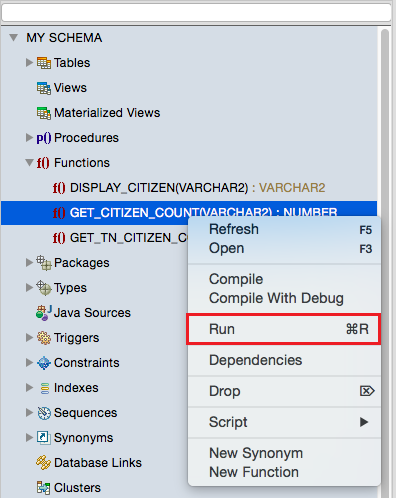 MY SCHEMA
Tables
Views
Materialized Views
p() Procedures
f() Functions
f() DISPLAY_CITIZEN(VARCHAR2) : VARCHAR2
f() GET_CITIZEN_COUNT(VARCHAR2) : NUMBER
f() GET_TN_CITIZEN_CO
Packages
Types
Java Sources
Triggers
Constraints
Indexes
Sequences
Synonyms
Database Links
Clusters
Refresh F5
Open F3
Compile
Compile With Debug
Run ⌘R
Dependencies
Drop ⌦
Script
New Synonym
New Function